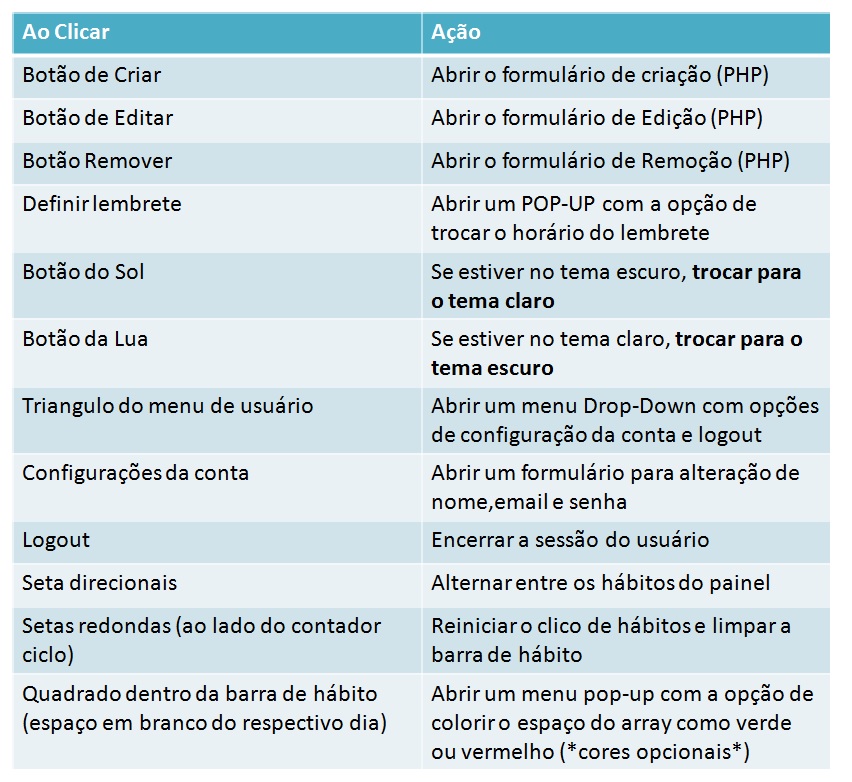 Ao Clicar
Ação
Botão de Criar
Abrir o formulário de criação (PHP)
Botão de Editar
Abrir o formulário de Edição (PHP)
Botão Remover
Abrir o formulário de Remoção (PHP)
Definir lembrete
Abrir um POP-UP com a opção de
trocar o horário do lembrete
Botão do Sol
Se estiver no tema escuro, trocar para
o tema claro
Botão da Lua
Se estiver no tema claro, trocar para o
tema escuro
Triangulo do menu de usuário
Abrir um menu Drop-Down com opções
de configuração da conta e logout
Configurações da conta
Abrir um formulário para alteração de
nome,email e senha
Logout
Encerrar a sessão do usuário
Seta direcionais
Alternar entre os hábitos do painel
Setas redondas (ao lado do contador
ciclo)
Reiniciar o clico de hábitos e limpar a
barra de hábito
Quadrado dentro da barra de hábito
(espaço em branco do respectivo dia)
Abrir um menu pop-up com a opção de
colorir o espaço do array como verde
ou vermelho (*cores opcionais*)